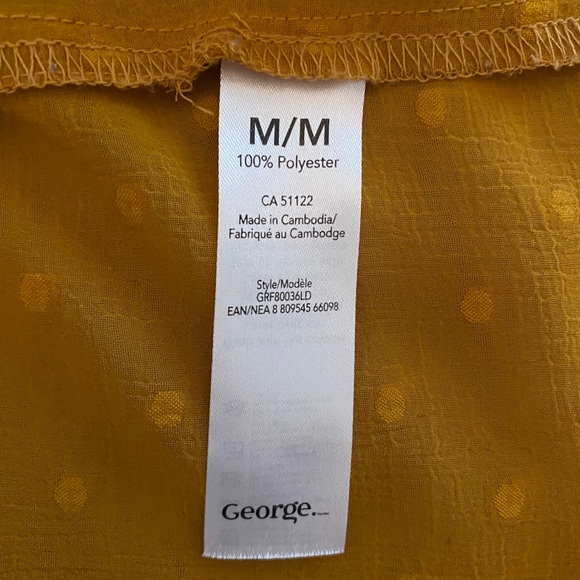 M/M
100% Polyester
CA 51122
Made in Cambodia/
Fabriqué au Cambodge
Style/Modèle
GRF80036LD
EAN/NEA 8 809545 66098
George.